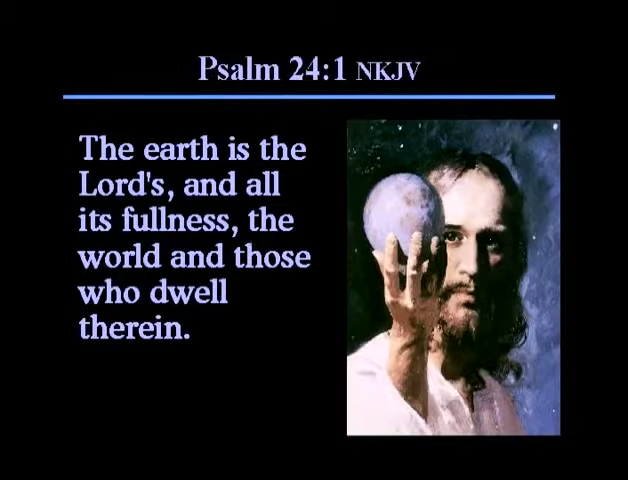 Psalm 24:1 NKJV
The earth is the
Lord's, and all
its fullness, the
world and those
who dwell
therein.